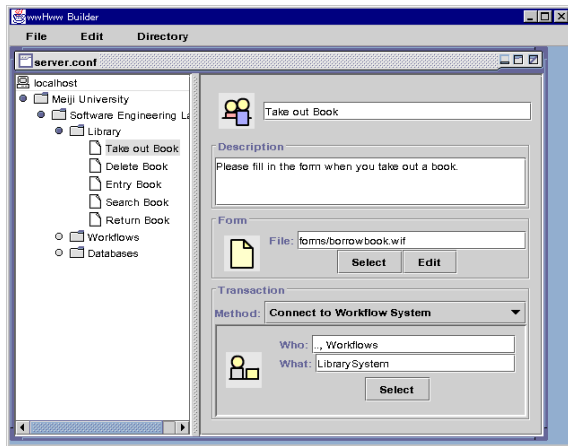 wwHww Builder
File Edit Directory
server.conf
localhost
Meiji University
Software Engineering La
Library
Take out Book
Delete Book
Entry Book
Search Book
Return Book
Workflows
Databases
Take out Book
Description
Please fill in the form when you take out a book.
Form
File: forms/borrowbook.wif
Select Edit
Transaction
Method: Connect to Workflow System
Who: .., Workflows
What: LibrarySystem
Select